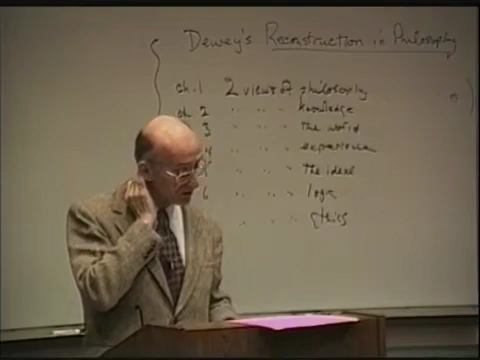 Dewey's Reconstruction in Philosophy
ch. 1 2 views of philosophy
ch. 2 " " " knowledge
3 " " " the world
4 " " " experience
" " " the ideal
6 " " " logic
" " " ethics